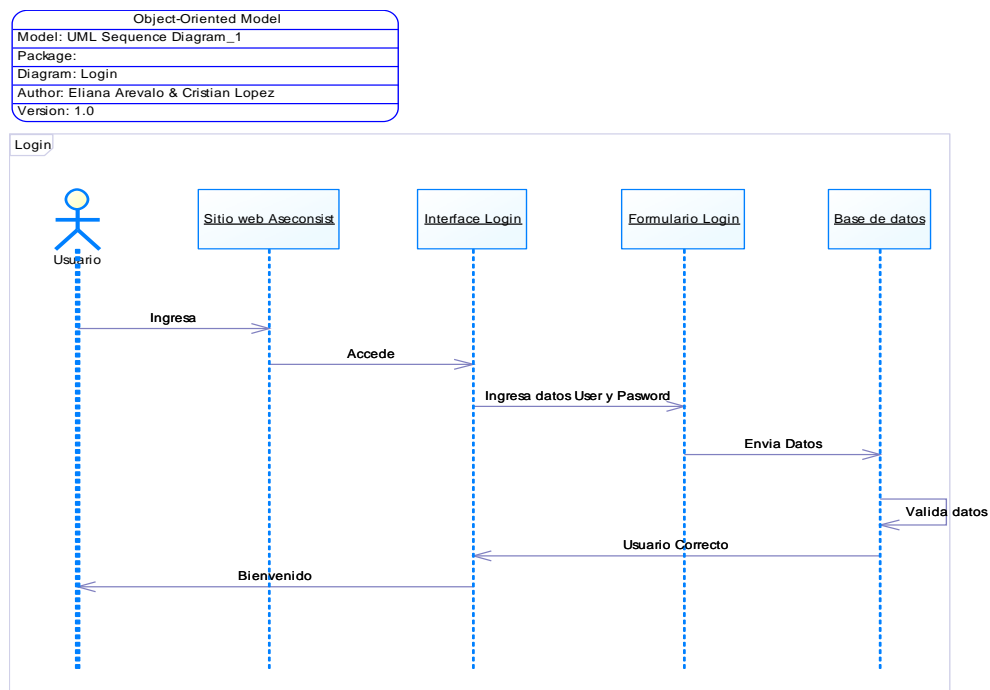 Object-Oriented Model
Model: UML Sequence Diagram_1
Package:
Diagram: Login
Author: Eliana Arevalo & Cristian Lopez
Version: 1.0
Login
Usuario
Sitio web Aseconsist
Interface Login
Formulario Login
Base de datos
Ingresa
Accede
Ingresa datos User y Pasword
Envia Datos
Valida datos
Usuario Correcto
Bienvenido